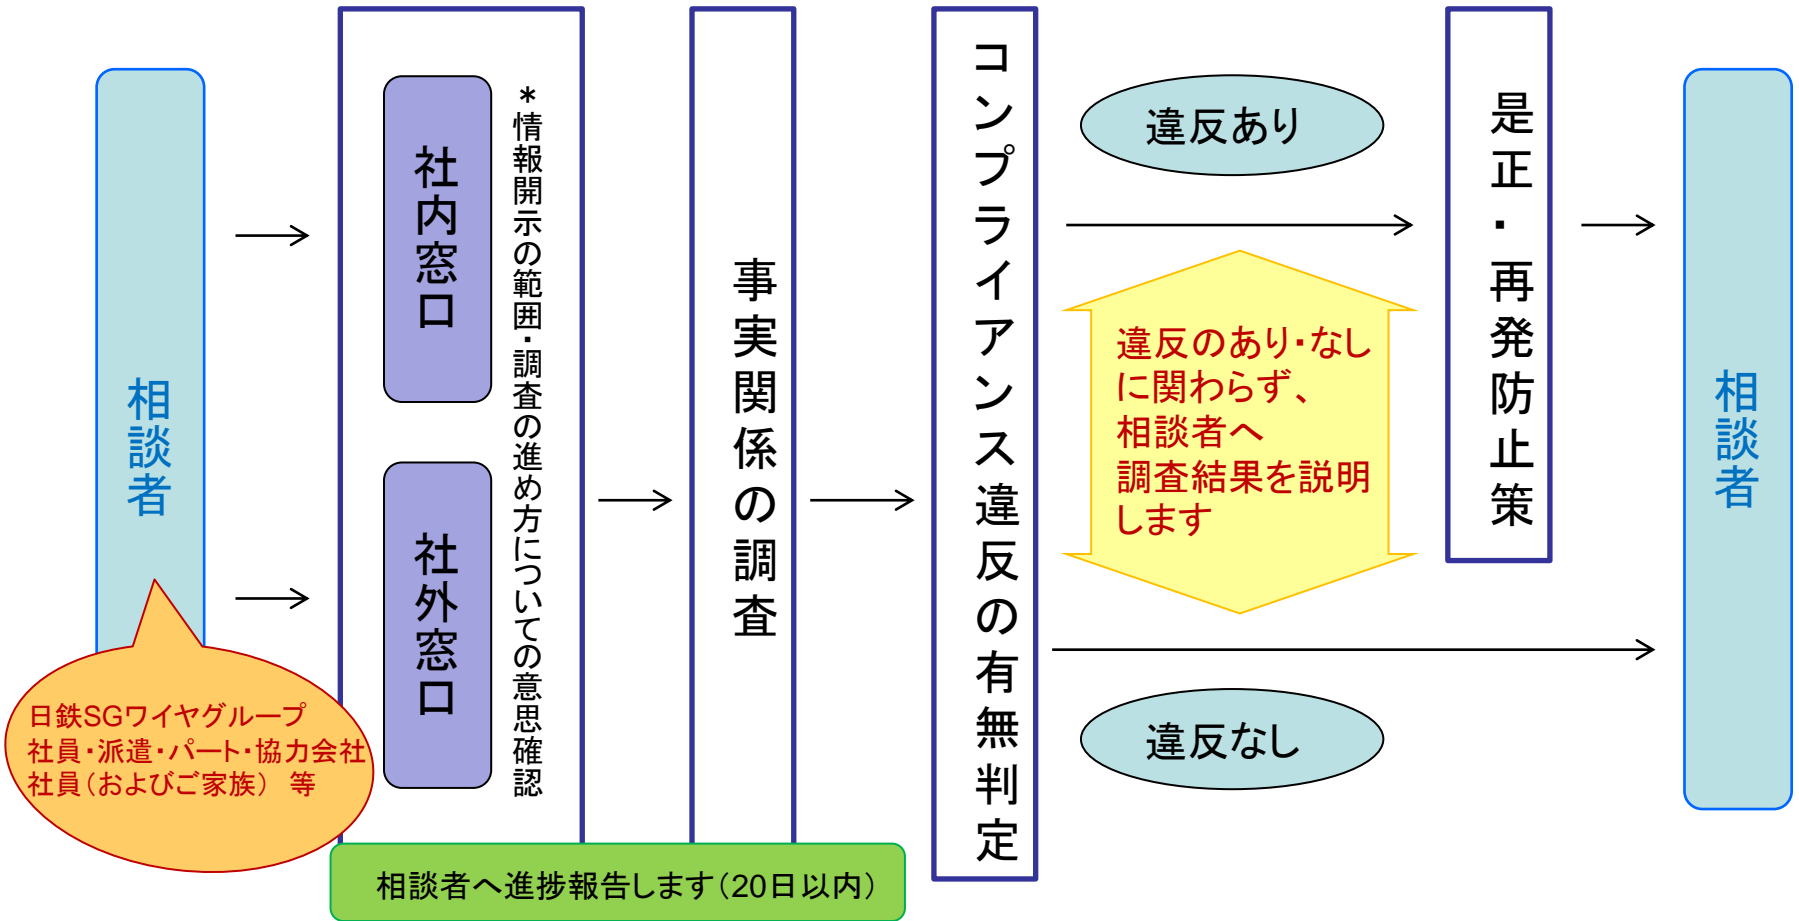 相談者
日鉄SGワイヤグループ
社員・派遣・パート・協力会社
社員（およびご家族） 等
社内窓口
社外窓口
*情報開示の範囲・調査の進め方についての意思確認
事実関係の調査
相談者へ進捗報告します（20日以内）
コンプライアンス違反の有無判定
違反あり
違反のあり・なし
に関わらず、
相談者へ
調査結果を説明
します
違反なし
是正・再発防止策
相談者